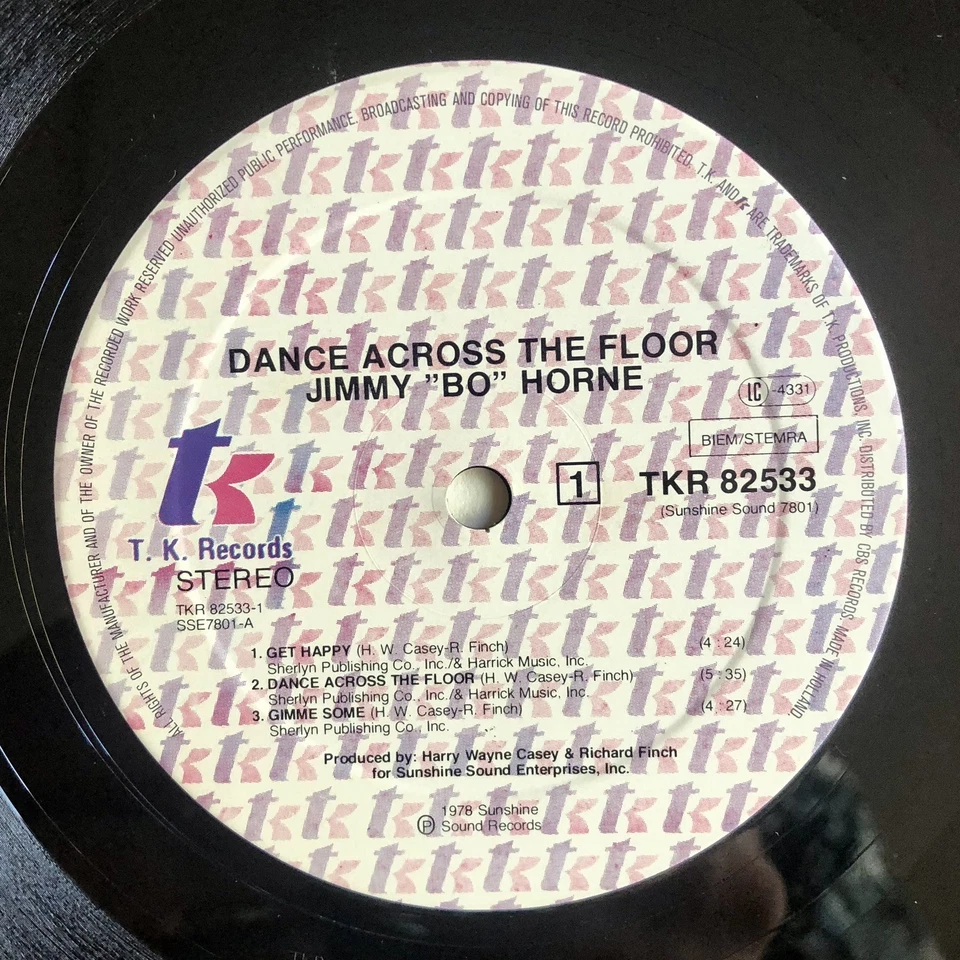 ALL RIGHTS OF THE MANUFACTURER AND OF THE OWNER OF THE RECORDED WORK RESERVED UNAUTHORIZED PUBLIC PERFORMANCE. BROADCASTING AND COPYING OF THIS RECORD PROHIBITED. T.K. AND tk ARE TRADEMARKS OF T.K. PRODUCTIONS, INC. DISTRIBUTED BY CBS RECORDS. MADE IN HOLLAND.
DANCE ACROSS THE FLOOR
JIMMY ”BO” HORNE
LC -4331
BIEM/STEMRA
tk
1
TKR 82533
(Sunshine Sound 7801)
T. K. Records
STEREO
TKR 82533-1
SSE7801-A
1. GET HAPPY (H. W. Casey-R. Finch) (4 : 24)
Sherlyn Publishing Co., Inc./& Harrick Music, Inc.
2. DANCE ACROSS THE FLOOR (H. W. Casey-R. Finch) (5 : 35)
Sherlyn Publishing Co., Inc./& Harrick Music, Inc.
3. GIMME SOME (H. W. Casey-R. Finch) (4 : 27)
Sherlyn Publishing Co., Inc.
Produced by: Harry Wayne Casey & Richard Finch
for Sunshine Sound Enterprises, Inc.
1978 Sunshine
Ⓟ Sound Records